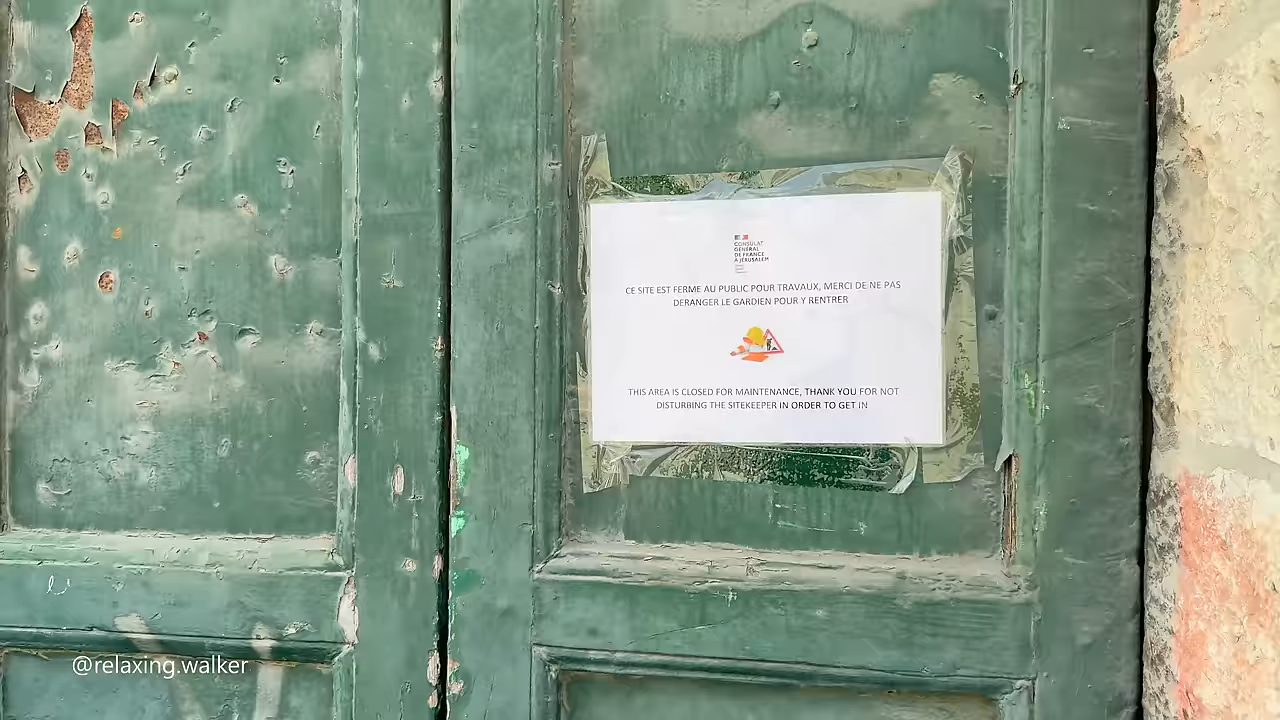 CONSULAT
GÉNÉRAL
DE FRANCE
À JÉRUSALEM
CE SITE EST FERME AU PUBLIC POUR TRAVAUX, MERCI DE NE PAS
DERANGER LE GARDIEN POUR Y RENTRER
THIS AREA IS CLOSED FOR MAINTENANCE, THANK YOU FOR NOT
DISTURBING THE SITEKEEPER IN ORDER TO GET IN
@relaxing.walker